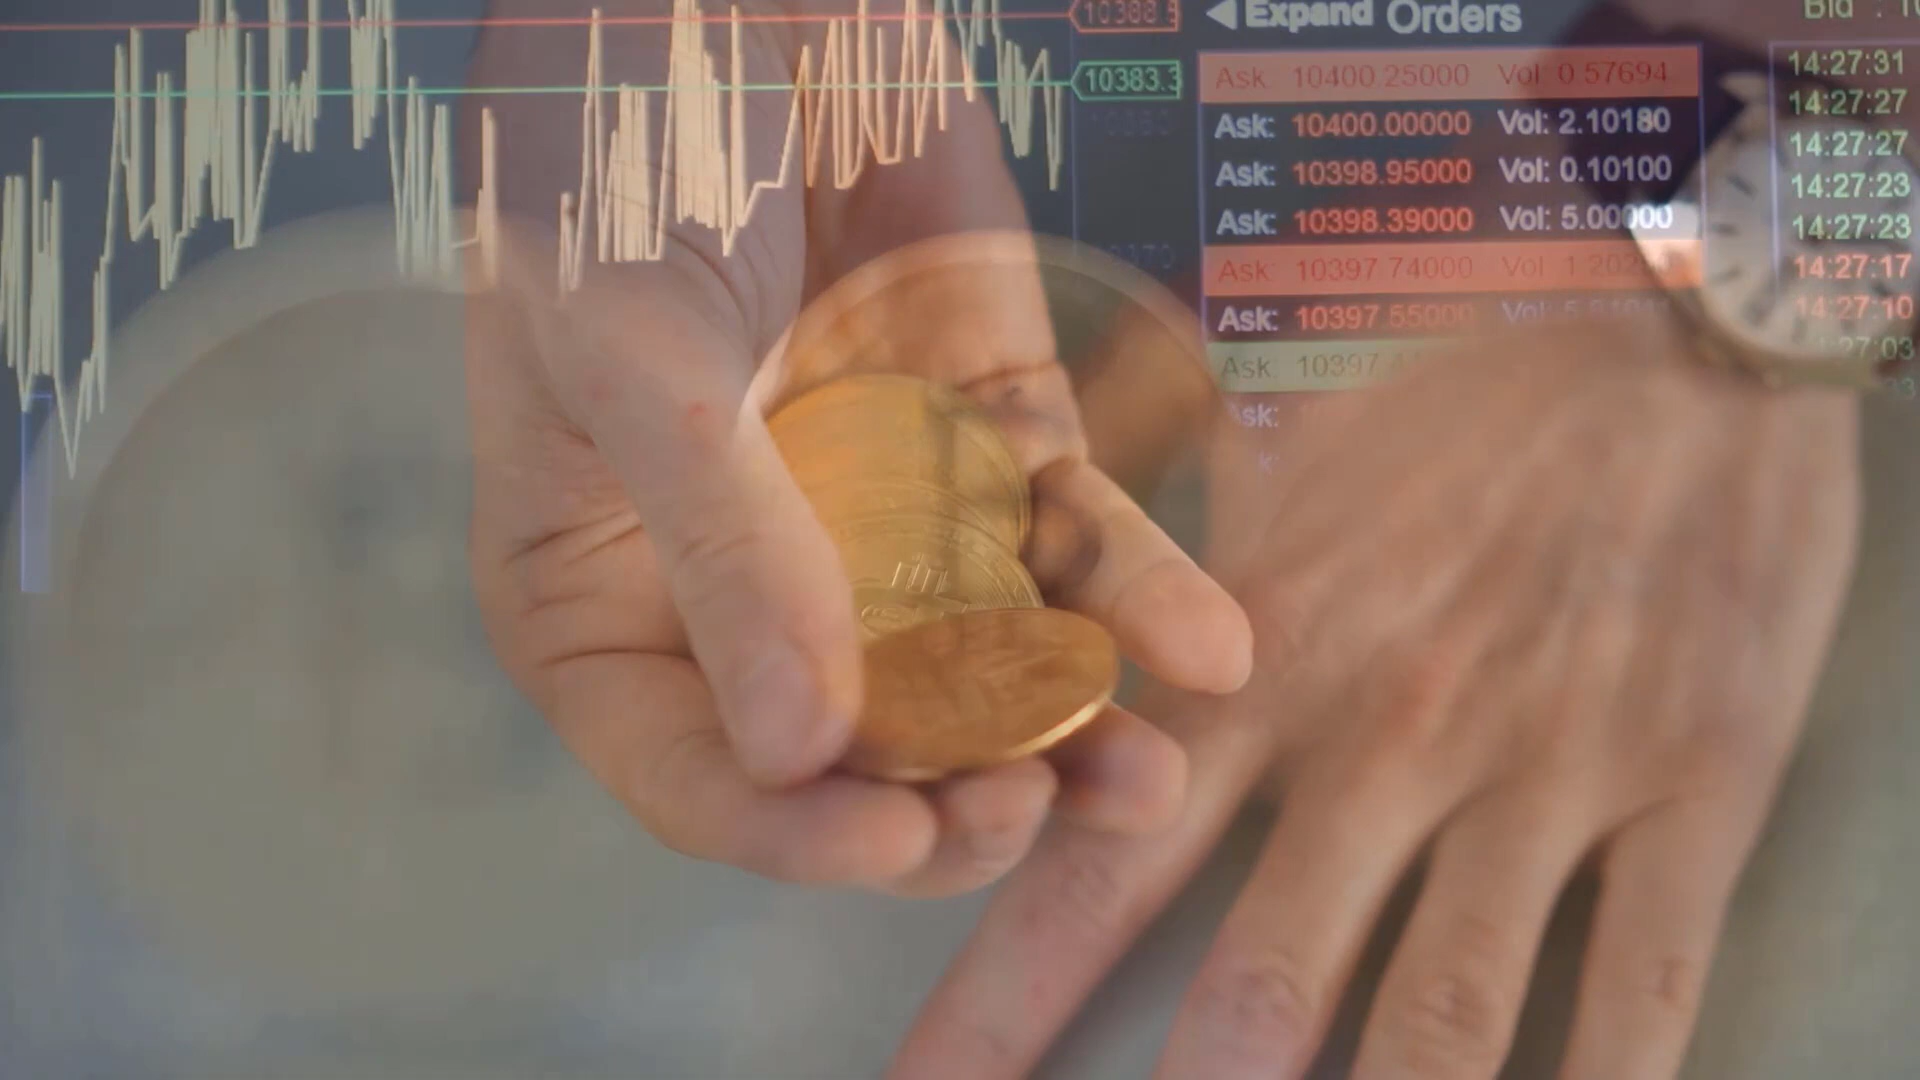 10388.5
◀ Expand Orders
10383.3
Ask: 10400.25000 Vol: 0.57694
Ask: 10400.00000 Vol: 2.10180
Ask: 10398.95000 Vol: 0.10100
Ask: 10398.39000 Vol: 5.00000
Ask: 10397.74000
Ask: 10397.55000
Ask: 10397
Ask:
Bid :
14:27:31
14:27:27
14:27:27
14:27:23
14:27:23
14:27:17
14:27:10
27:03